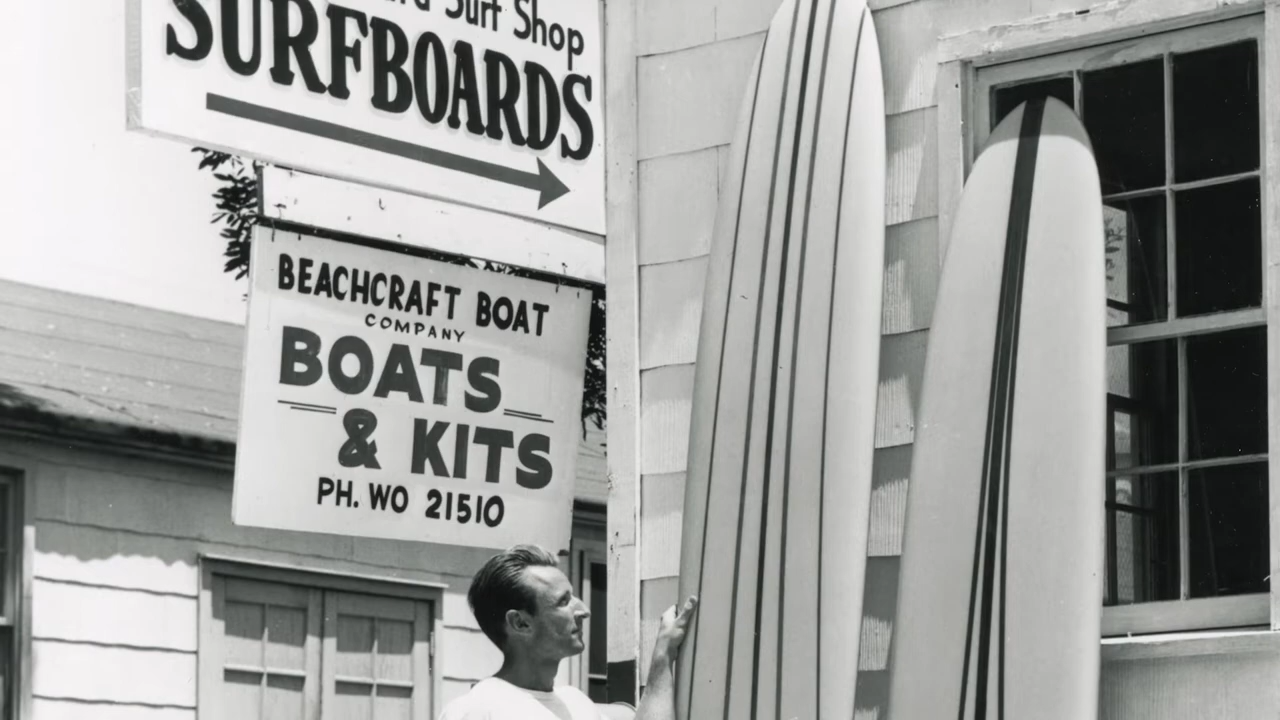 Surf Shop
SURFBOARDS
BEACHCRAFT BOAT
COMPANY
BOATS
& KITS
PH. WO 21510